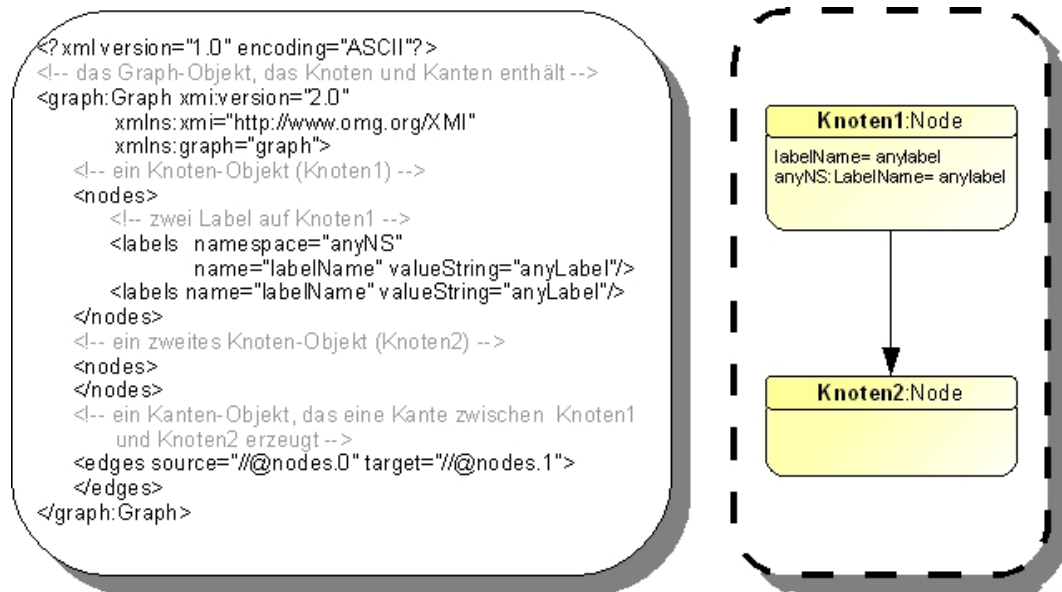 <?xml version="1.0" encoding="ASCII"?>
<!-- das Graph-Objekt, das Knoten und Kanten enthält -->
<graph:Graph xmi:version="2.0"
xmlns:xmi="http://www.omg.org/XMI"
xmlns:graph="graph">
<!-- ein Knoten-Objekt (Knoten1) -->
<nodes>
<!-- zwei Label auf Knoten1 -->
<labels namespace="anyNS"
name="labelName" valueString="anyLabel"/>
<labels name="labelName" valueString="anyLabel"/>
</nodes>
<!-- ein zweites Knoten-Objekt (Knoten2) -->
<nodes>
</nodes>
<!-- ein Kanten-Objekt, das eine Kante zwischen Knoten1
und Knoten2 erzeugt -->
<edges source="//@nodes.0" target="//@nodes.1">
</edges>
</graph:Graph>
Knoten1:Node
labelName= anylabel
anyNS:LabelName= anylabel
Knoten2:Node